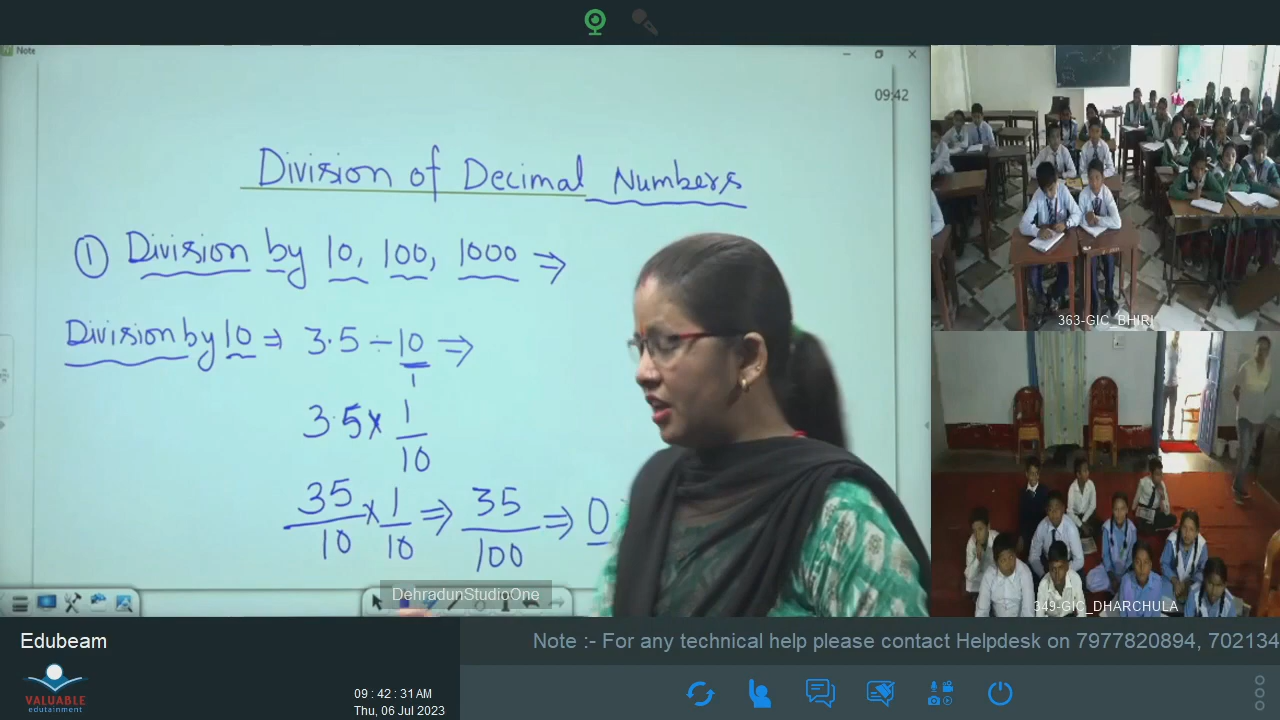 Note
09:42
Division of Decimal Numbers
① Division by 10, 100, 1000 ⇒
Division by 10 ⇒ 3.5 ÷ 10 ⇒
1
3.5 × 1/10
35/10 × 1/10 ⇒ 35/100 ⇒ 0
DehradunStudioOne
363-GIC_BHIRI
349-GIC_DHARCHULA
Edubeam
Note :- For any technical help please contact Helpdesk on 7977820894, 702134
VALUABLE
edutainment
09 : 42 : 31 AM
Thu, 06 Jul 2023